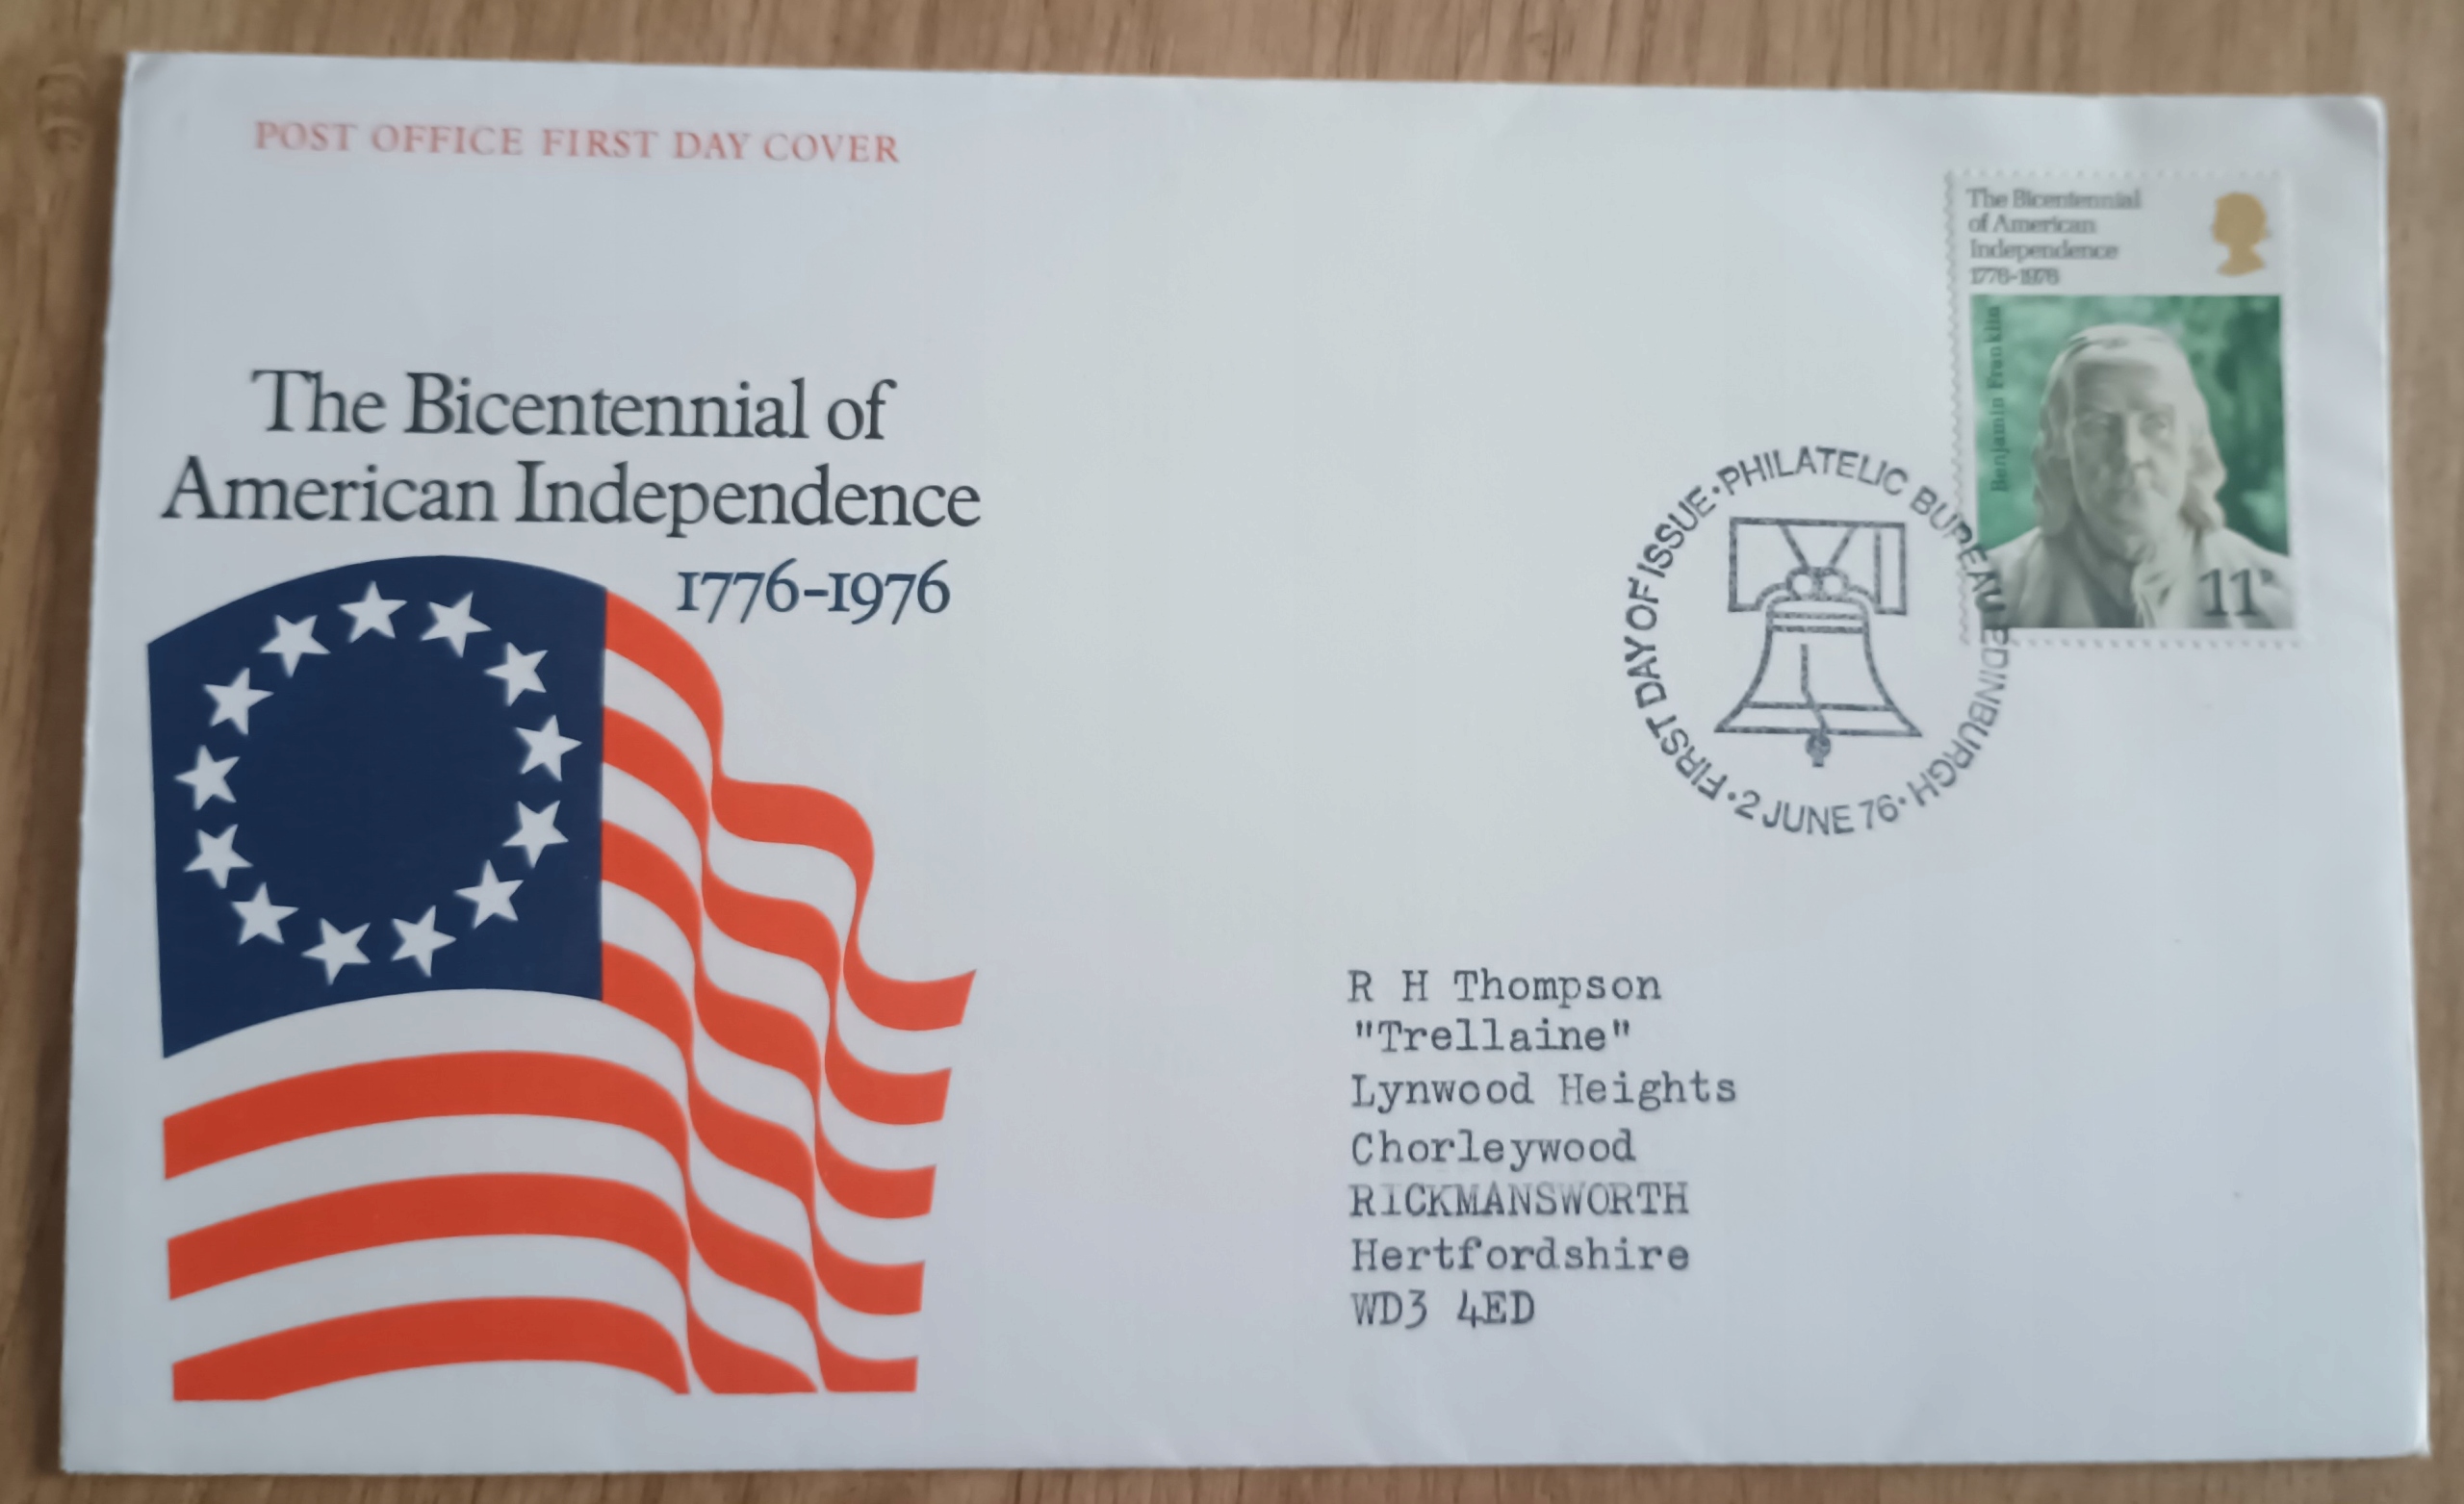 POST OFFICE FIRST DAY COVER
The Bicentennial of
American Independence
1776-1976
The Bicentennial
of American
Independence
1776-1976
Benjamin Franklin
11p
FIRST DAY OF ISSUE • PHILATELIC BUREAU EDINBURGH • 2 JUNE 76 •
R H Thompson
"Trellaine"
Lynwood Heights
Chorleywood
RICKMANSWORTH
Hertfordshire
WD3 4ED